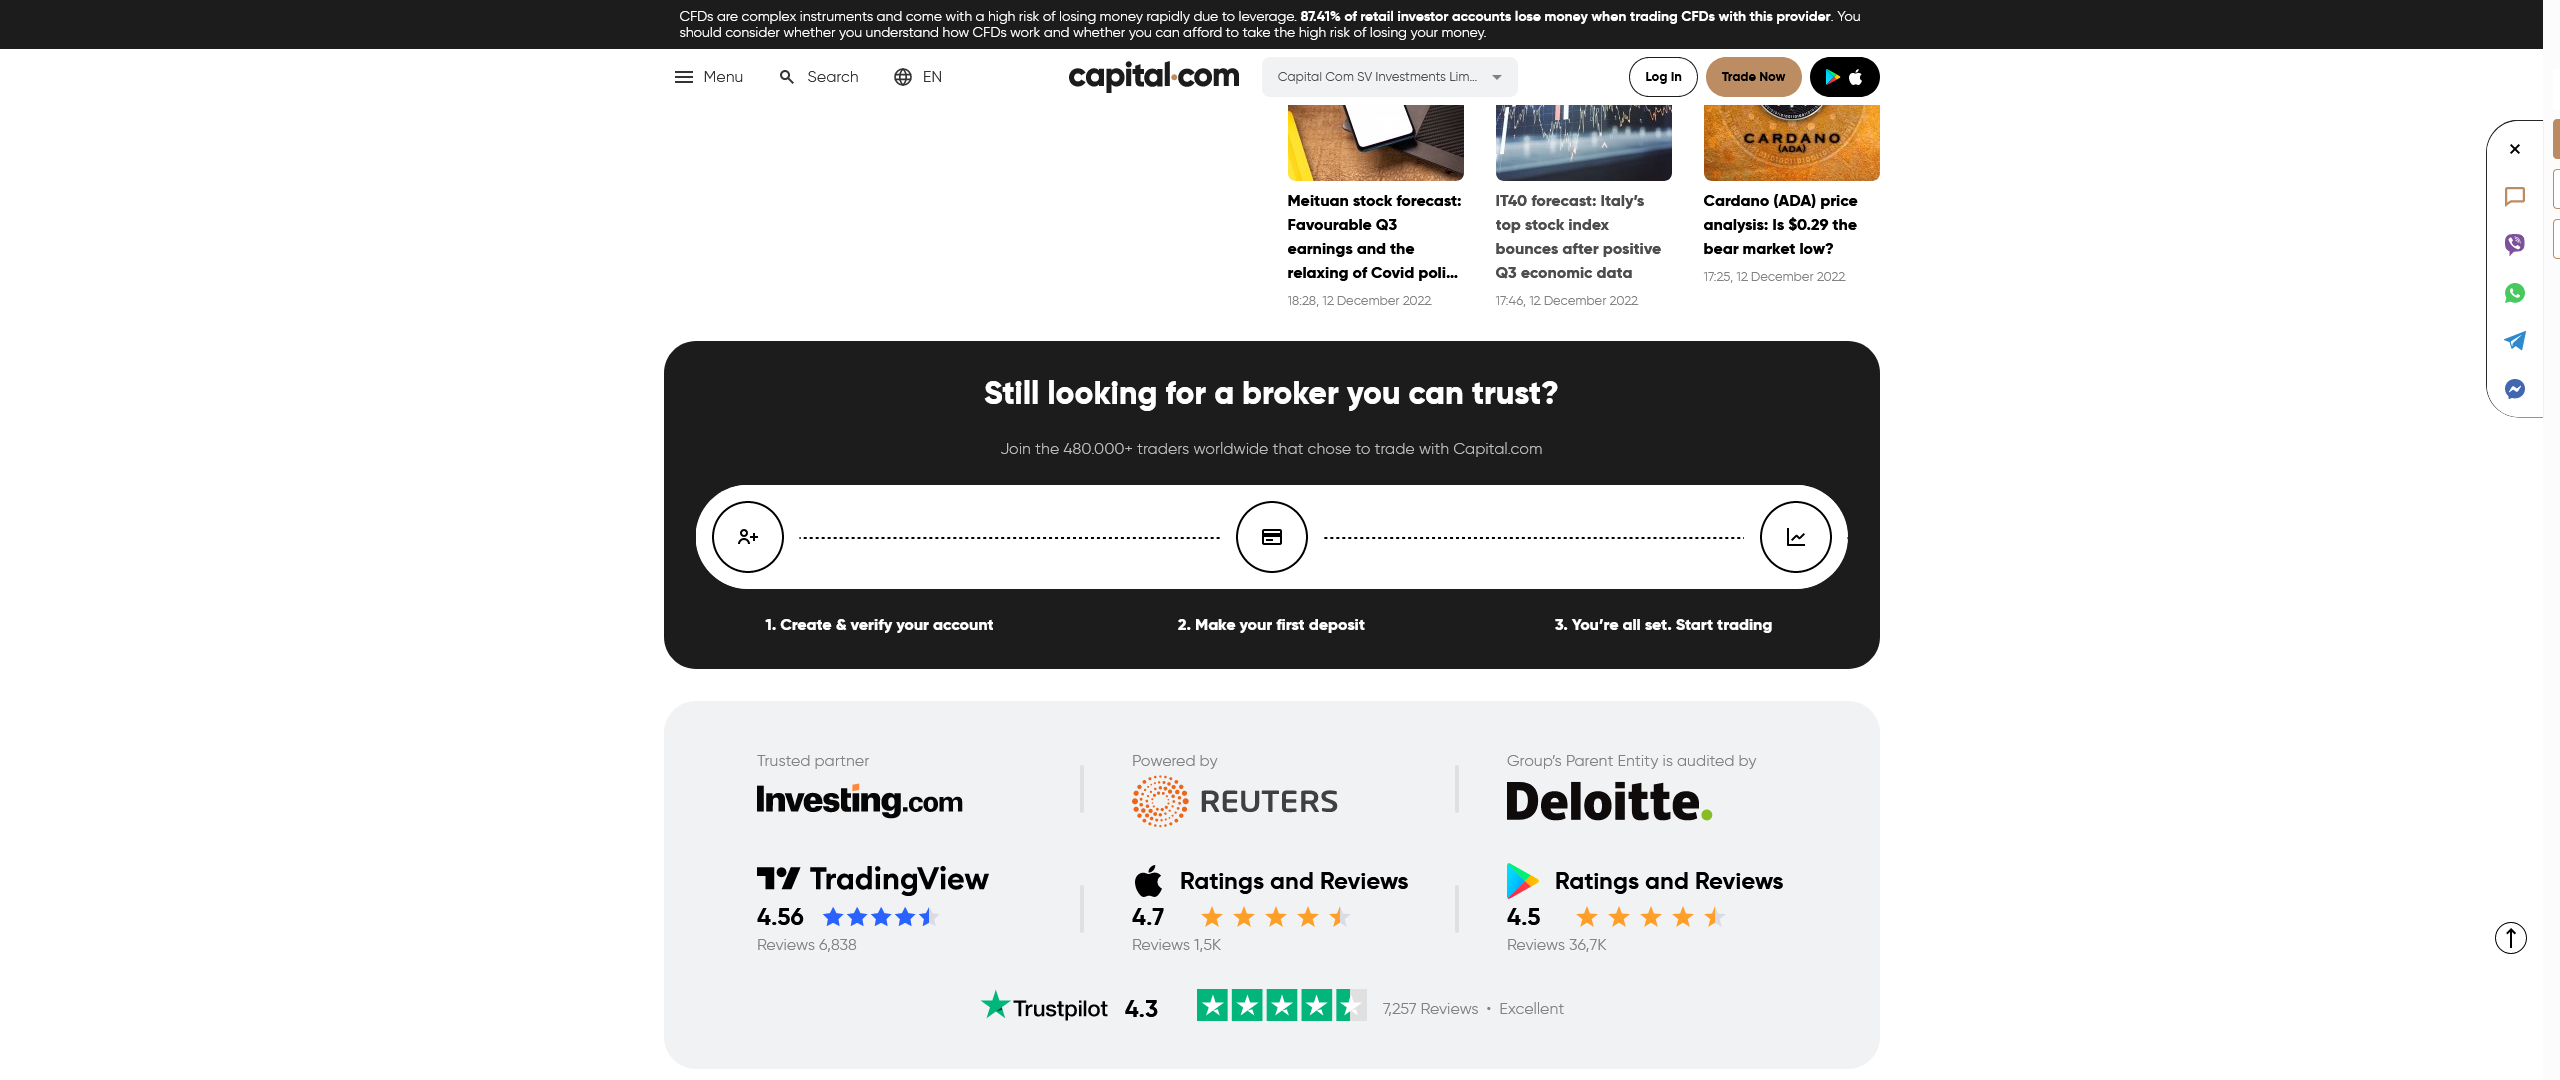 CFDs are complex instruments and come with a high risk of losing money rapidly due to leverage. 87.41% of retail investor accounts lose money when trading CFDs with this provider. You
should consider whether you understand how CFDs work and whether you can afford to take the high risk of losing your money.
Menu
Search
EN
capital.com
Capital Com SV Investments Lim...
Log In
Trade Now
CARDANO
(ADA)
Meituan stock forecast:
Favourable Q3
earnings and the
relaxing of Covid poli...
18:28, 12 December 2022
IT40 forecast: Italy’s
top stock index
bounces after positive
Q3 economic data
17:46, 12 December 2022
Cardano (ADA) price
analysis: Is $0.29 the
bear market low?
17:25, 12 December 2022
Still looking for a broker you can trust?
Join the 480.000+ traders worldwide that chose to trade with Capital.com
1. Create & verify your account
2. Make your first deposit
3. You’re all set. Start trading
Trusted partner
Investing.com
Powered by
REUTERS
Group’s Parent Entity is audited by
Deloitte.
TradingView
4.56
Reviews 6,838
Ratings and Reviews
4.7
Reviews 1,5K
Ratings and Reviews
4.5
Reviews 36,7K
Trustpilot 4.3 7,257 Reviews • Excellent